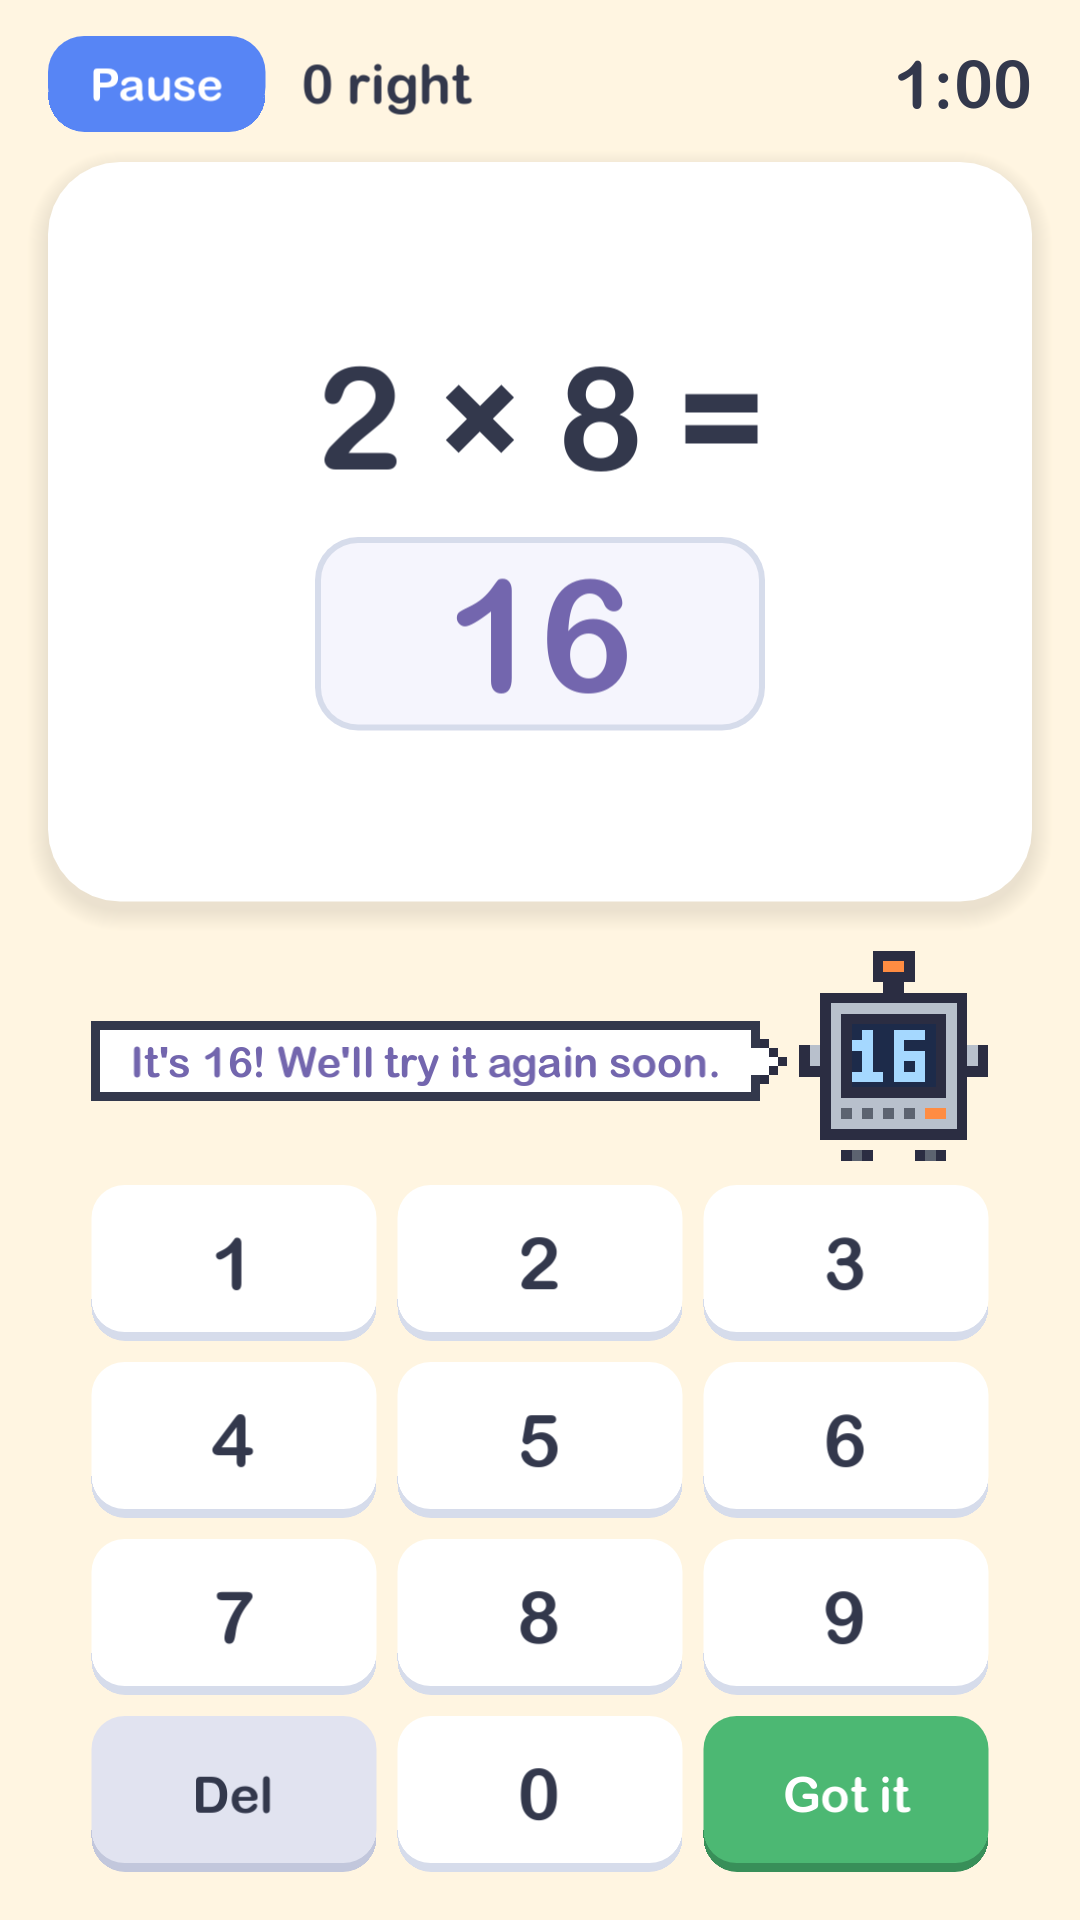 Pause
0 right
1:00
2 × 8 =
16
It's 16! We'll try it again soon.
16
1 2 3
4 5 6
7 8 9
Del 0 Got it